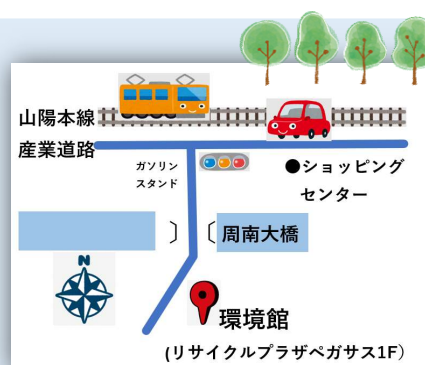 山陽本線
産業道路
ガソリン
スタンド
●ショッピング
センター
周南大橋
N
環境館
(リサイクルプラザペガサス1F)